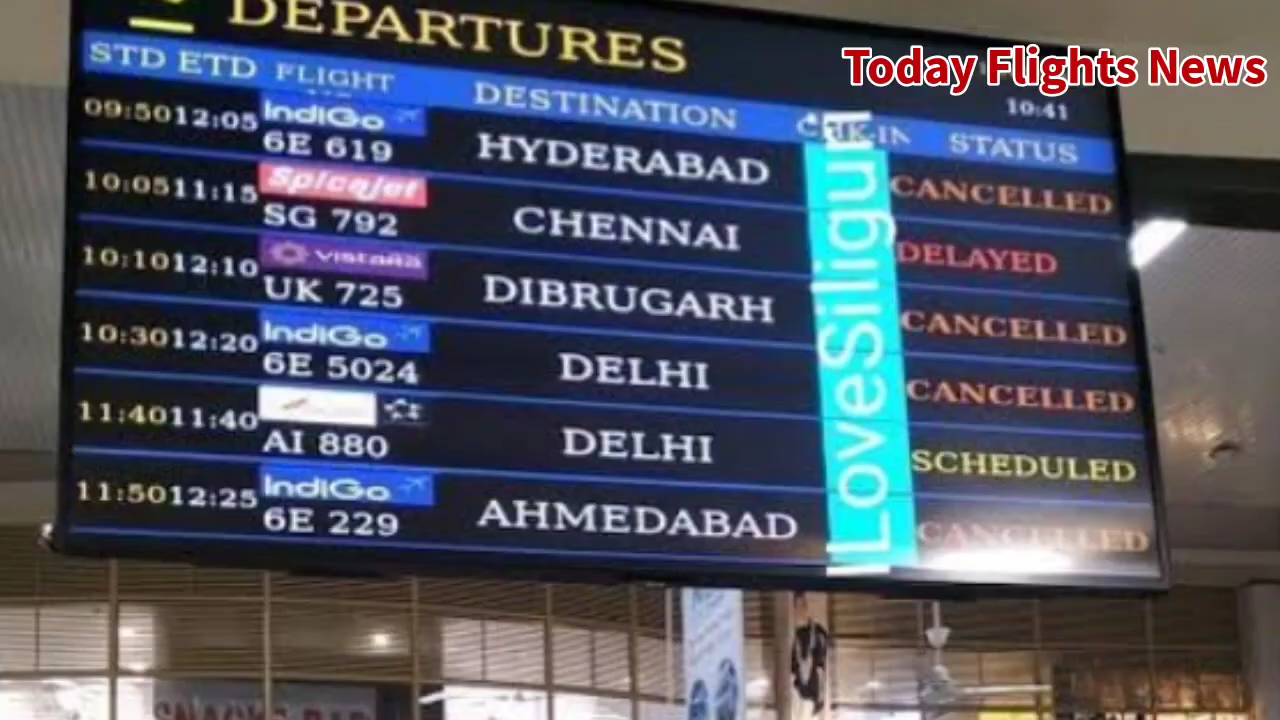 DEPARTURES
Today Flights News
10:41
STD ETD FLIGHT DESTINATION STATUS
09:50 12:05 IndiGo 6E 619 HYDERABAD CANCELLED
10:05 11:15 SpiceJet SG 792 CHENNAI DELAYED
10:10 12:10 VISTARA UK 725 DIBRUGARH CANCELLED
10:30 12:20 IndiGo 6E 5024 DELHI CANCELLED
11:40 11:40 AI 880 DELHI SCHEDULED
11:50 12:25 IndiGo 6E 229 AHMEDABAD CANCELLED
ILoveSiliguri